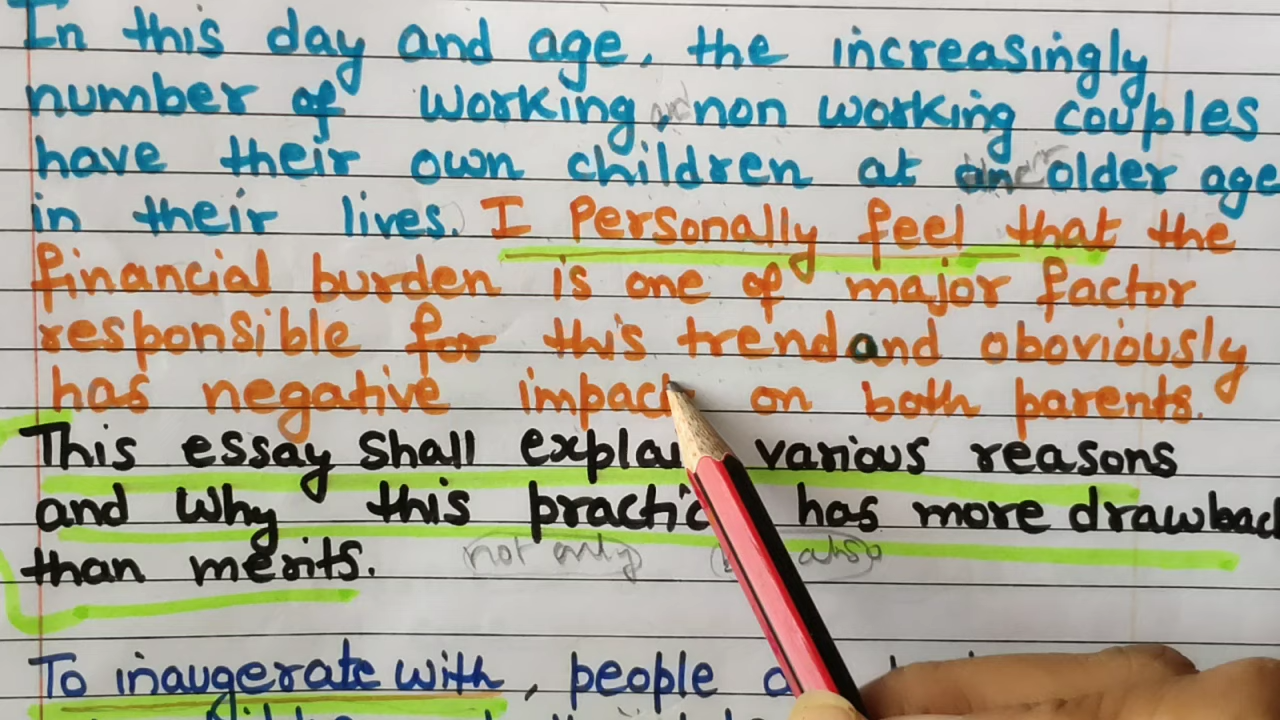 In this day and age, the increasingly
number of working, and non working couples
have their own children at an older age
in their lives. I Personally feel that the
financial burden is one of major factor
responsible for this trend and oboviously
has negative impact on both parents.
This essay shall various reasons
and why this has more drawback
than merits. not only also
To inaugerate with, people